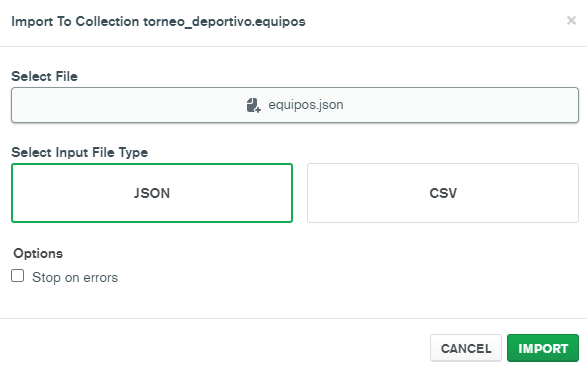 Import To Collection torneo_deportivo.equipos ×
Select File
equipos.json
Select Input File Type
JSON CSV
Options
Stop on errors
CANCEL IMPORT